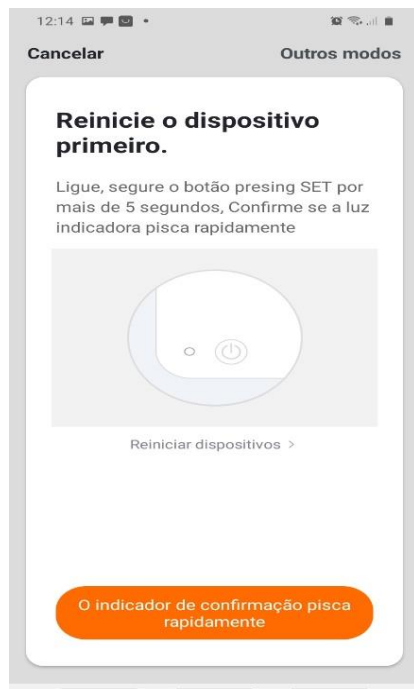 12:14
Cancelar
Outros modos
Reinicie o dispositivo
primeiro.
Ligue, segure o botão presing SET por
mais de 5 segundos, Confirme se a luz
indicadora pisca rapidamente
Reiniciar dispositivos >
O indicador de confirmação pisca
rapidamente